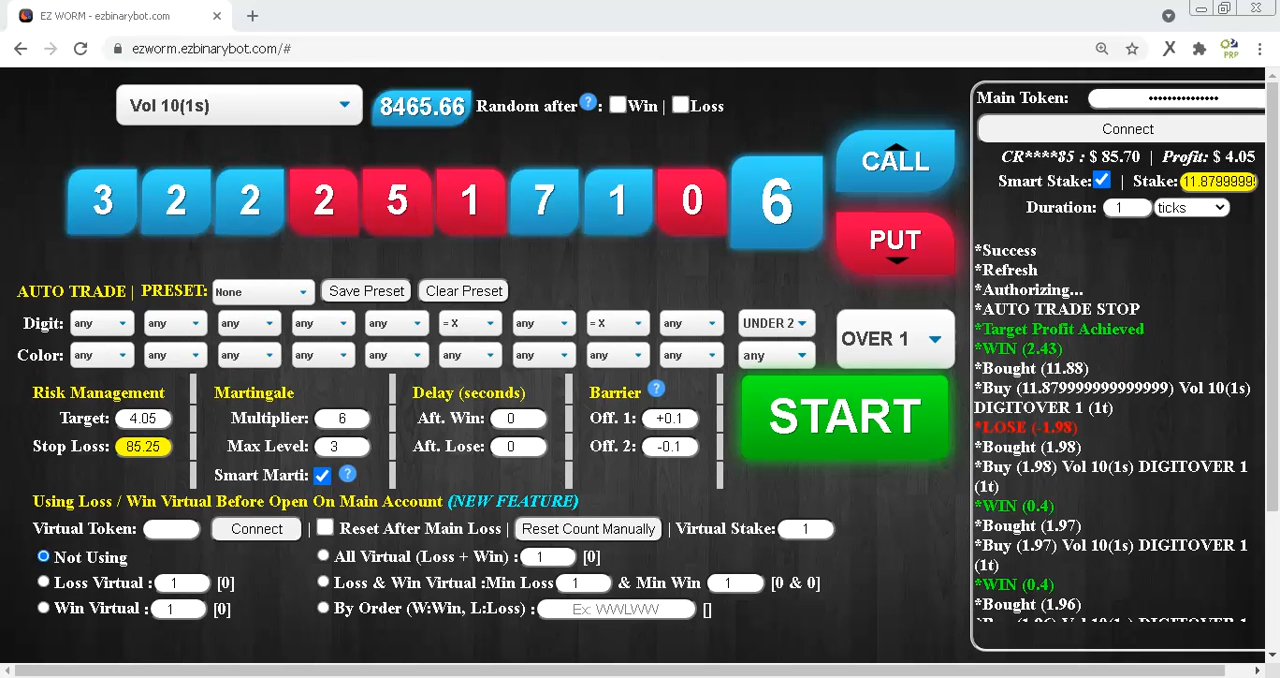 EZ WORM - ezbinarybot.com
ezworm.ezbinarybot.com/#
X
PRP
Vol 10(1s)
8465.66
Random after ? : Win | Loss
3 2 2 2 5 1 7 1 0 6
CALL
PUT
AUTO TRADE | PRESET: None Save Preset Clear Preset
Digit: any any any any any = X any = X any UNDER 2
OVER 1
Color: any any any any any any any any any any
Risk Management
Target: 4.05
Stop Loss: 85.25
Martingale
Multiplier: 6
Max Level: 3
Smart Marti: ?
Delay (seconds)
Aft. Win: 0
Aft. Lose: 0
Barrier ?
Off. 1: +0.1
Off. 2: -0.1
START
Using Loss / Win Virtual Before Open On Main Account (NEW FEATURE)
Virtual Token: Connect | Reset After Main Loss | Reset Count Manually | Virtual Stake: 1
Not Using
All Virtual (Loss + Win) : 1 [0]
Loss Virtual : 1 [0]
Loss & Win Virtual :Min Loss 1 & Min Win 1 [0 & 0]
Win Virtual : 1 [0]
By Order (W:Win, L:Loss) : Ex: WWLWW []
Main Token: •••••••••••••••
Connect
CR****85 : $ 85.70 | Profit: $ 4.05
Smart Stake: | Stake: 11.8799999
Duration: 1 ticks
*Success
*Refresh
*Authorizing...
*AUTO TRADE STOP
*Target Profit Achieved
*WIN (2.43)
*Bought (11.88)
*Buy (11.879999999999999) Vol 10(1s)
DIGITOVER 1 (1t)
*LOSE (-1.98)
*Bought (1.98)
*Buy (1.98) Vol 10(1s) DIGITOVER 1
(1t)
*WIN (0.4)
*Bought (1.97)
*Buy (1.97) Vol 10(1s) DIGITOVER 1
(1t)
*WIN (0.4)
*Bought (1.96)
*Buy (1.96) Vol 10(1s) DIGITOVER 1